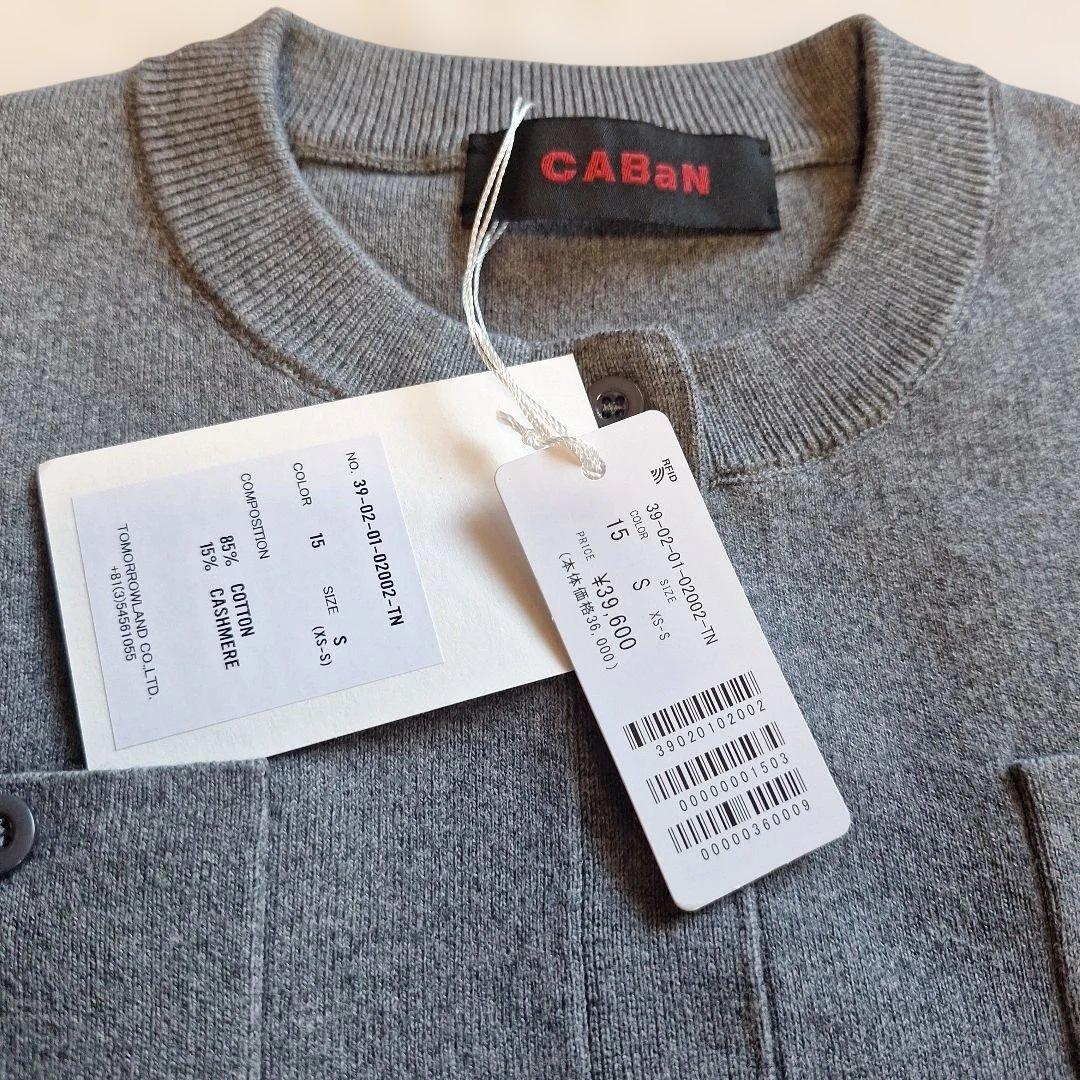 CABaN
NO. 39-02-01-02002-TN
COLOR 15 SIZE S
(XS-S)
COMPOSITION
85% COTTON
15% CASHMERE
TOMORROWLAND CO.,LTD.
+81(3)54561055
RFID
39-02-01-02002-TN
COLOR SIZE
15 S XS-S
PRICE ¥39,600
(本体価格36,000)
39020102002
00000001503
00000360009